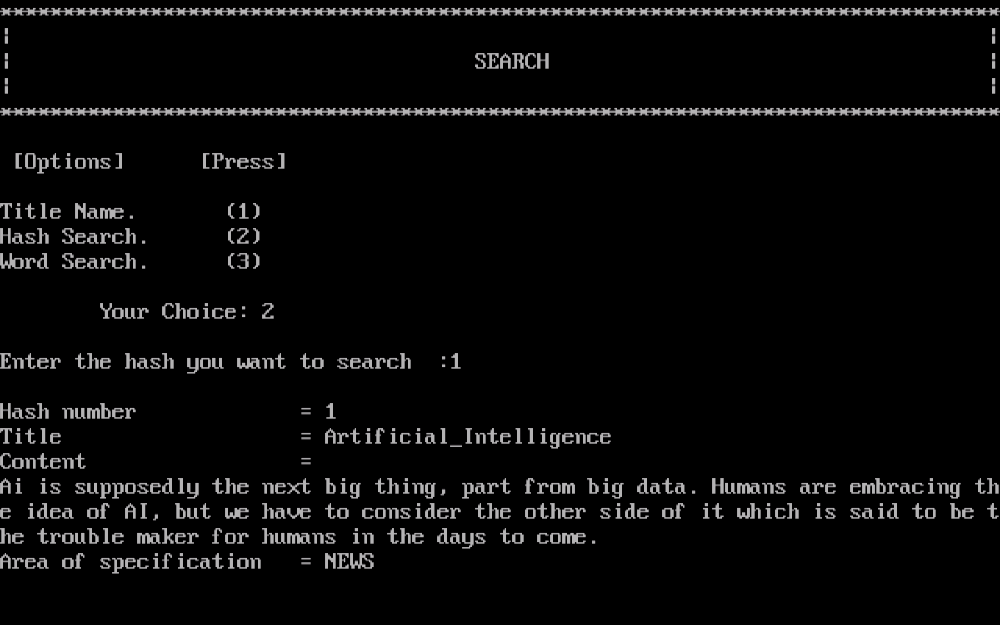 ********************************************************************************
¦ ¦
¦ SEARCH ¦
¦ ¦
********************************************************************************
[Options] [Press]
Title Name. (1)
Hash Search. (2)
Word Search. (3)
Your Choice: 2
Enter the hash you want to search :1
Hash number = 1
Title = Artificial_Intelligence
Content =
Ai is supposedly the next big thing, part from big data. Humans are embracing th
e idea of AI, but we have to consider the other side of it which is said to be t
he trouble maker for humans in the days to come.
Area of specification = NEWS